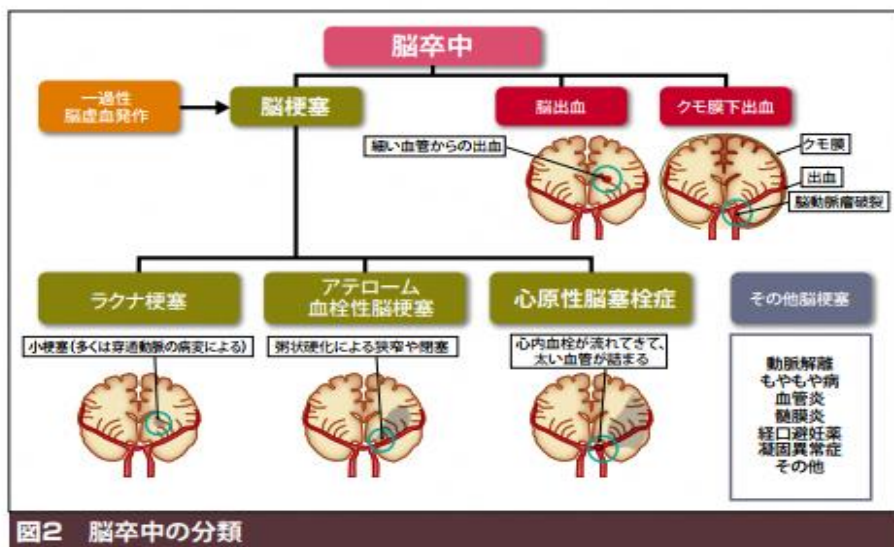 脳卒中
一過性
脳虚血発作
脳梗塞
脳出血
クモ膜下出血
細い血管からの出血
クモ膜
出血
脳動脈瘤破裂
ラクナ梗塞
アテローム
血栓性脳梗塞
心原性脳塞栓症
その他脳梗塞
小梗塞(多くは穿通動脈の病変による)
粥状硬化による狭窄や閉塞
心内血栓が流れてきて、
太い血管が詰まる
動脈解離
もやもや病
血管炎
髄膜炎
経口避妊薬
凝固異常症
その他
図2 脳卒中の分類